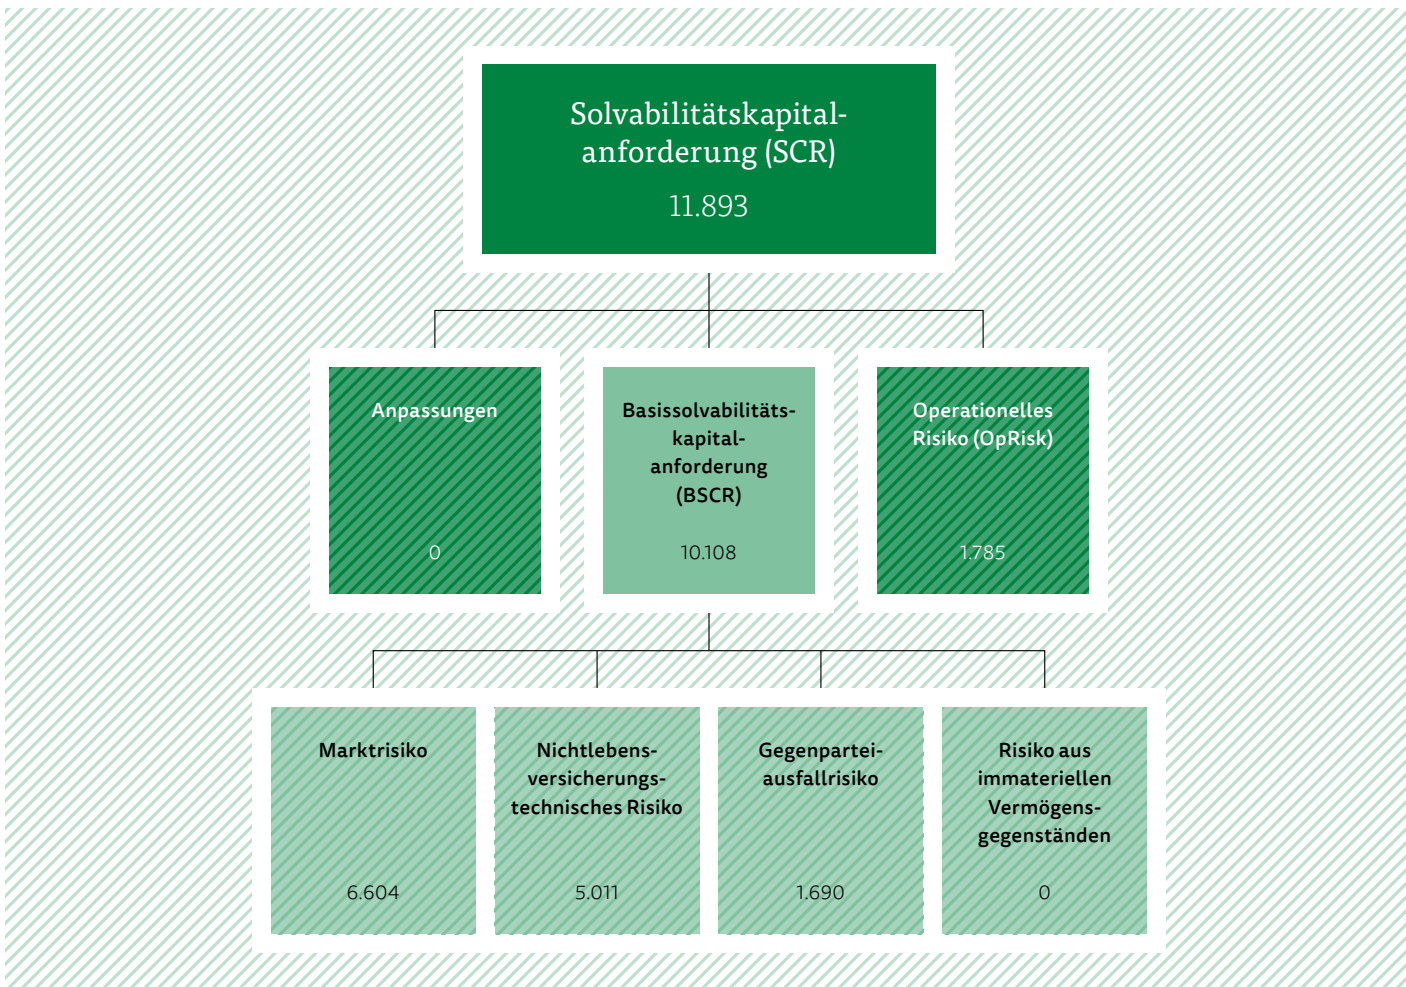 Solvabilitätskapital-
anforderung (SCR)
11.893
Anpassungen
0
Basissolvabilitäts-
kapital-
anforderung
(BSCR)
10.108
Operationelles
Risiko (OpRisk)
1.785
Marktrisiko
6.604
Nichtlebens-
versicherungs-
technisches Risiko
5.011
Gegenpartei-
ausfallrisiko
1.690
Risiko aus
immateriellen
Vermögens-
gegenständen
0